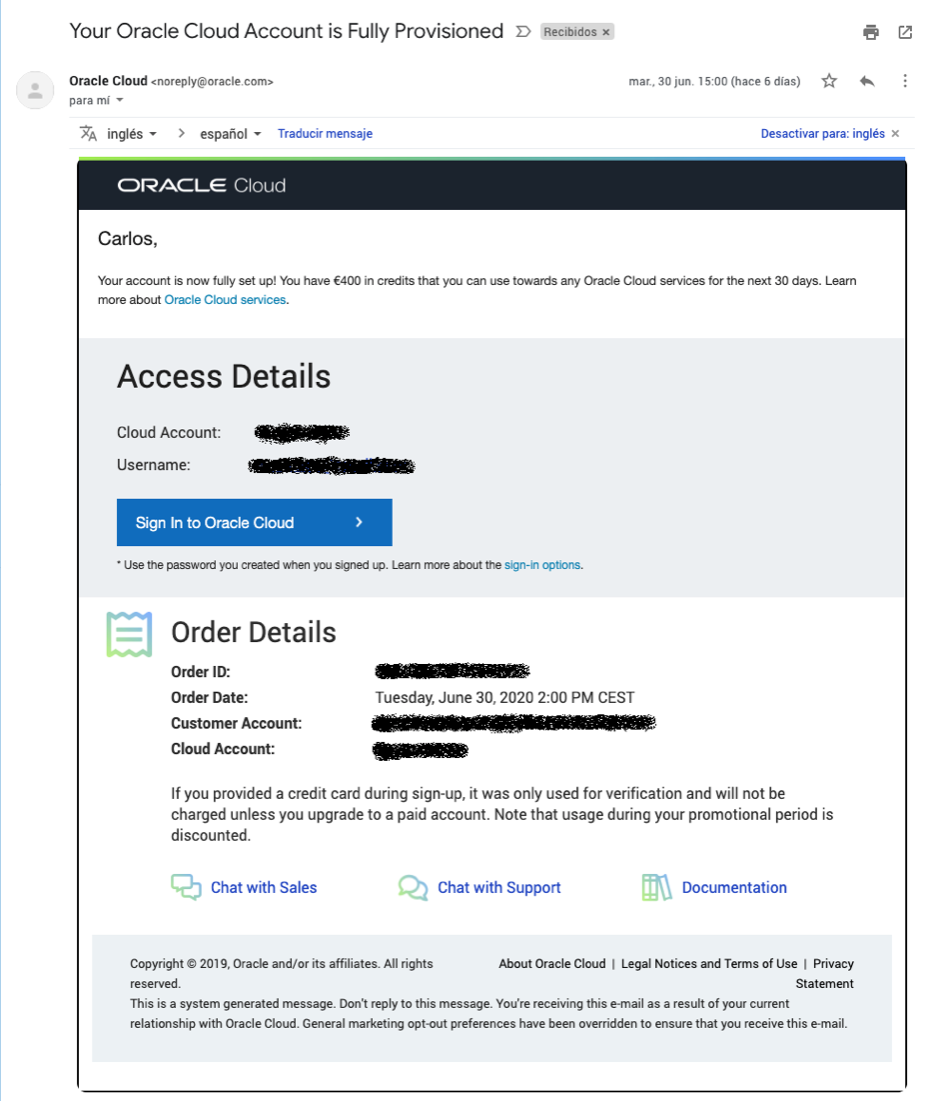 Your Oracle Cloud Account is Fully Provisioned Recibidos ×
Oracle Cloud <noreply@oracle.com> mar., 30 jun. 15:00 (hace 6 días)
para mí
inglés > español Traducir mensaje Desactivar para: inglés ×
ORACLE Cloud
Carlos,
Your account is now fully set up! You have €400 in credits that you can use towards any Oracle Cloud services for the next 30 days. Learn
more about Oracle Cloud services.
Access Details
Cloud Account:
Username:
Sign In to Oracle Cloud >
* Use the password you created when you signed up. Learn more about the sign-in options.
Order Details
Order ID:
Order Date: Tuesday, June 30, 2020 2:00 PM CEST
Customer Account:
Cloud Account:
If you provided a credit card during sign-up, it was only used for verification and will not be
charged unless you upgrade to a paid account. Note that usage during your promotional period is
discounted.
Chat with Sales Chat with Support Documentation
Copyright © 2019, Oracle and/or its affiliates. All rights About Oracle Cloud | Legal Notices and Terms of Use | Privacy
reserved. Statement
This is a system generated message. Don't reply to this message. You're receiving this e-mail as a result of your current
relationship with Oracle Cloud. General marketing opt-out preferences have been overridden to ensure that you receive this e-mail.